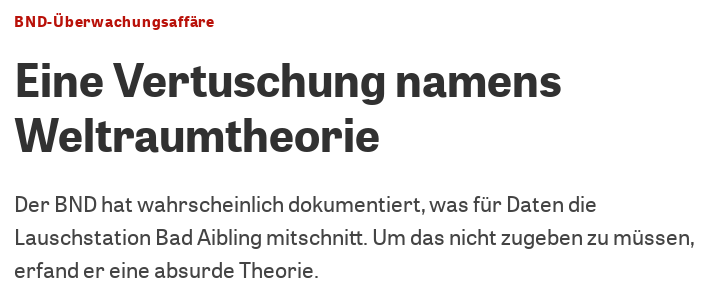 BND-Überwachungsaffäre
Eine Vertuschung namens
Weltraumtheorie
Der BND hat wahrscheinlich dokumentiert, was für Daten die
Lauschstation Bad Aibling mitschnitt. Um das nicht zugeben zu müssen,
erfand er eine absurde Theorie.